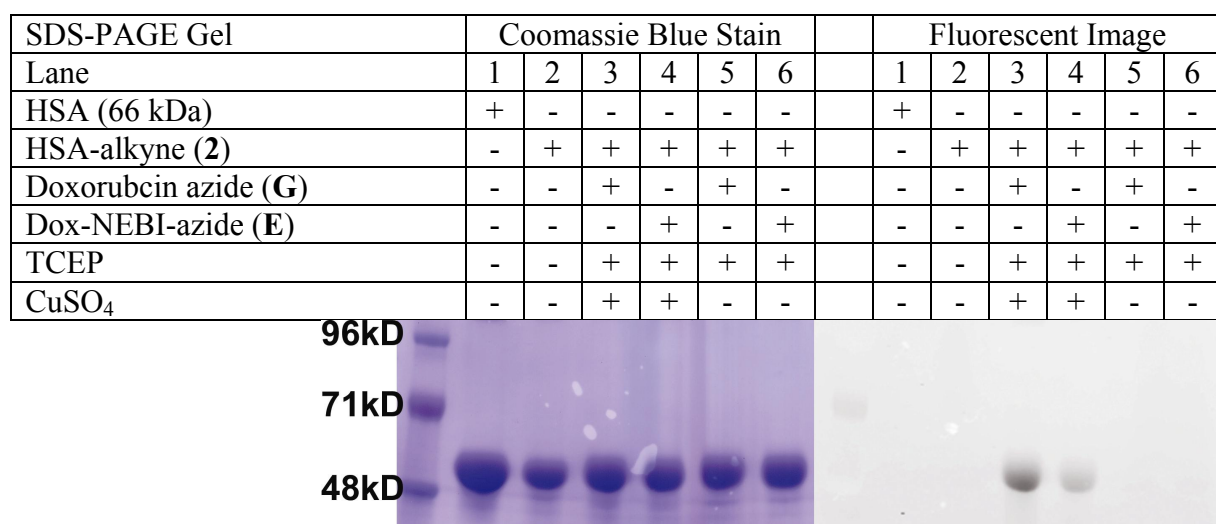 SDS-PAGE Gel Coomassie Blue Stain Fluorescent Image
Lane 1 2 3 4 5 6 1 2 3 4 5 6
HSA (66 kDa) + - - - - - + - - - - -
HSA-alkyne (2) - + + + + + - + + + + +
Doxorubcin azide (G) - - + - + - - - + - + -
Dox-NEBI-azide (E) - - - + - + - - - + - +
TCEP - - + + + + - - + + + +
CuSO₄ - - + + - - - - + + - -
96kD
71kD
48kD